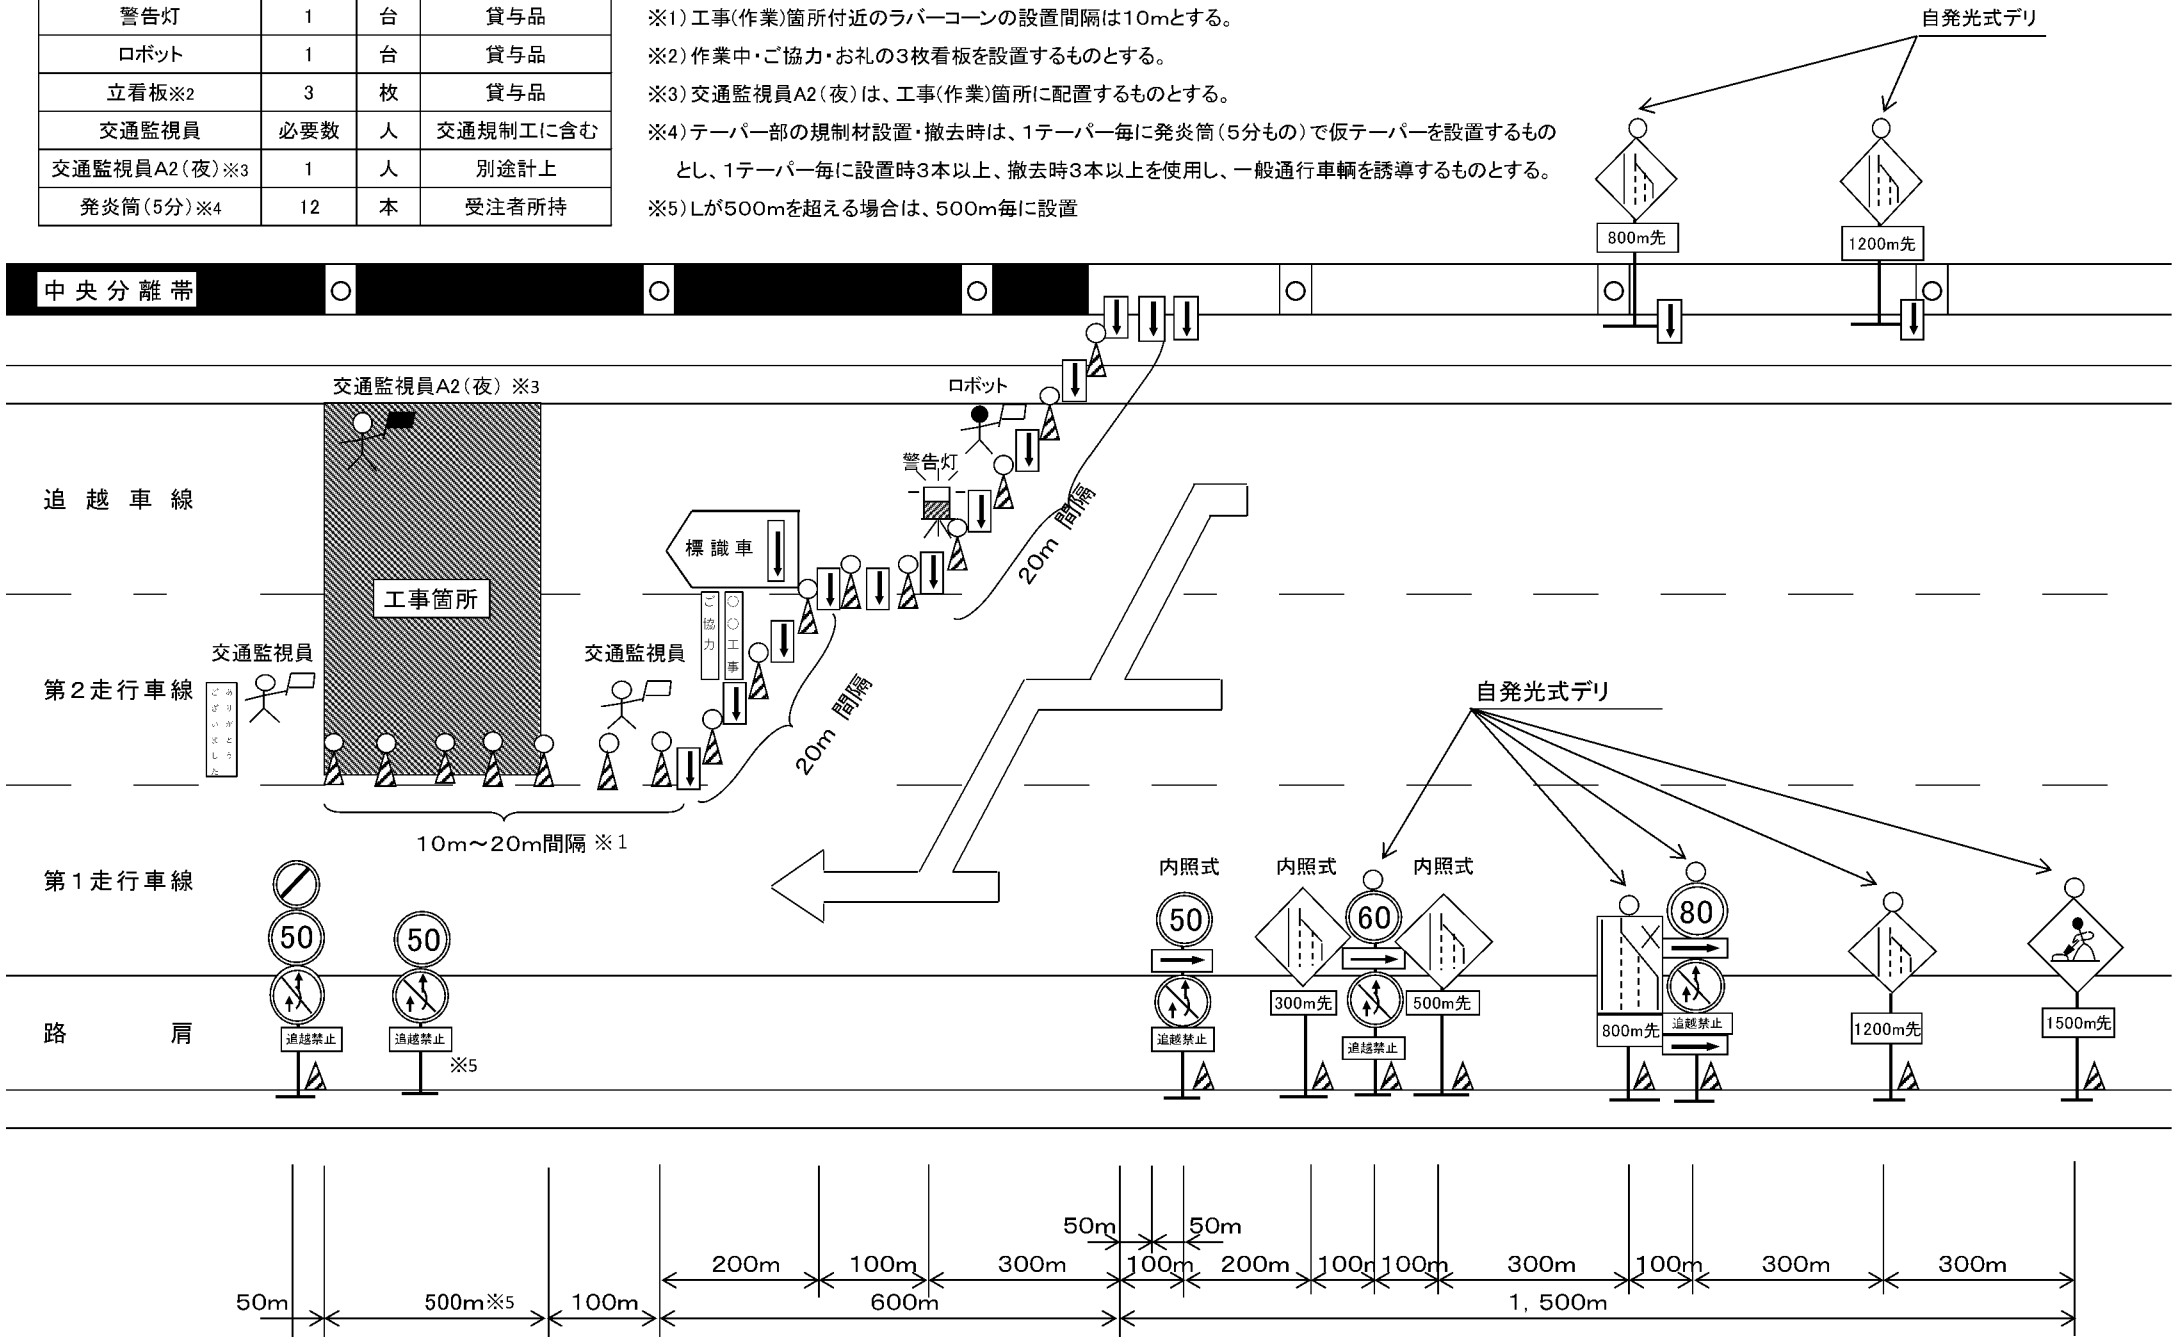 警告灯 1 台 貸与品
ロボット 1 台 貸与品
立看板※2 3 枚 貸与品
交通監視員 必要数 人 交通規制工に含む
交通監視員A2(夜)※3 1 人 別途計上
発炎筒(5分)※4 12 本 受注者所持
※1)工事(作業)箇所付近のラバーコーンの設置間隔は10mとする。
※2)作業中・ご協力・お礼の3枚看板を設置するものとする。
※3)交通監視員A2(夜)は、工事(作業)箇所に配置するものとする。
※4)テーパー部の規制材設置・撤去時は、1テーパー毎に発炎筒(5分もの)で仮テーパーを設置するもの
とし、1テーパー毎に設置時3本以上、撤去時3本以上を使用し、一般通行車輌を誘導するものとする。
※5)Lが500mを超える場合は、500m毎に設置
自発光式デリ
800m先
1200m先
中央分離帯
交通監視員A2(夜) ※3
ロボット
警告灯
追越車線
標識車
20m 間隔
工事箇所
ご協力
〇〇工事
交通監視員
交通監視員
第2走行車線
ありがとう
ございました
20m 間隔
自発光式デリ
10m~20m間隔 ※1
第1走行車線
内照式
内照式
内照式
50
50
50
60
80
路肩
追越禁止
追越禁止
※5
追越禁止
300m先
追越禁止
500m先
800m先
追越禁止
1200m先
1500m先
50m
50m
200m
100m
300m
100m
200m
100m
100m
300m
100m
300m
300m
50m
500m※5
100m
600m
1,500m